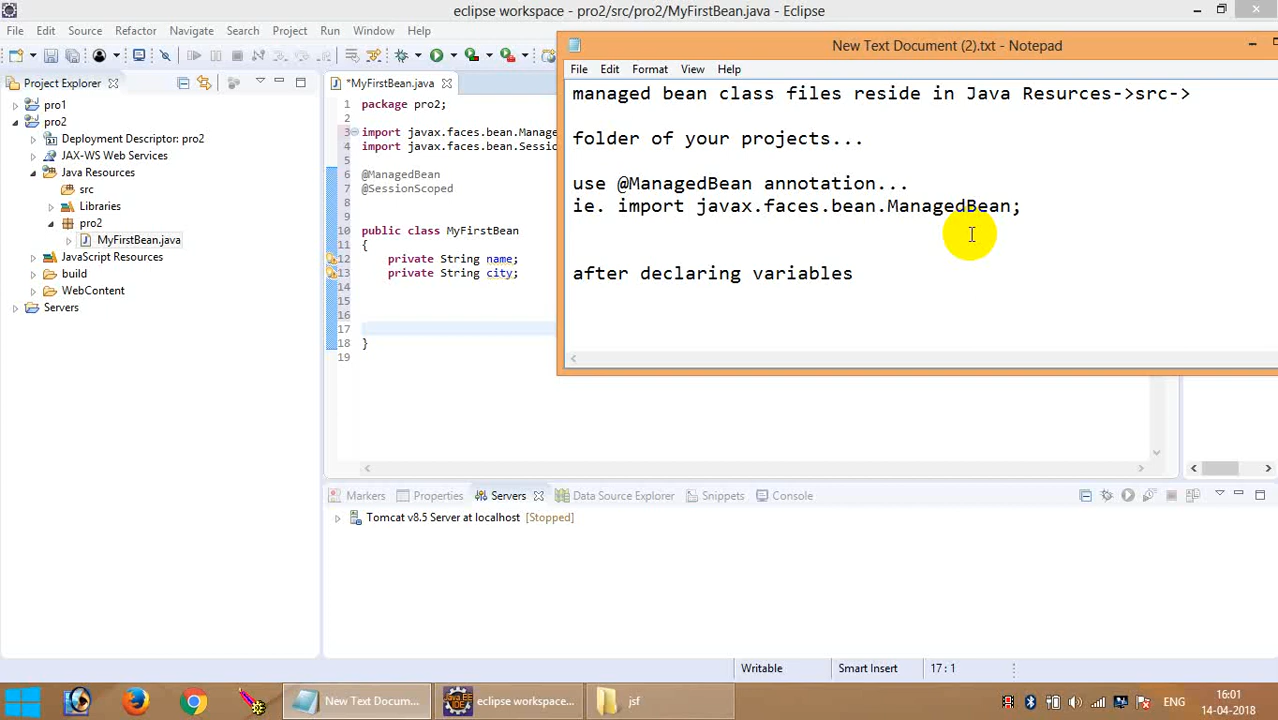 eclipse workspace - pro2/src/pro2/MyFirstBean.java - Eclipse
File Edit Source Refactor Navigate Search Project Run Window Help
Project Explorer
pro1
pro2
Deployment Descriptor: pro2
JAX-WS Web Services
Java Resources
src
Libraries
pro2
MyFirstBean.java
JavaScript Resources
build
WebContent
Servers
*MyFirstBean.java
1 package pro2;
2
3 import javax.faces.bean.Manag
4 import javax.faces.bean.Sessi
5
6 @ManagedBean
7 @SessionScoped
8
9
10 public class MyFirstBean
11 {
12 private String name;
13 private String city;
14
15
16
17
18 }
19
New Text Document (2).txt - Notepad
File Edit Format View Help
managed bean class files reside in Java Resurces->src->
folder of your projects...
use @ManagedBean annotation...
ie. import javax.faces.bean.ManagedBean;
after declaring variables
Markers Properties Servers Data Source Explorer Snippets Console
Tomcat v8.5 Server at localhost [Stopped]
Writable Smart Insert 17 : 1
New Text Docum... eclipse workspace... jsf
ENG
16:01
14-04-2018